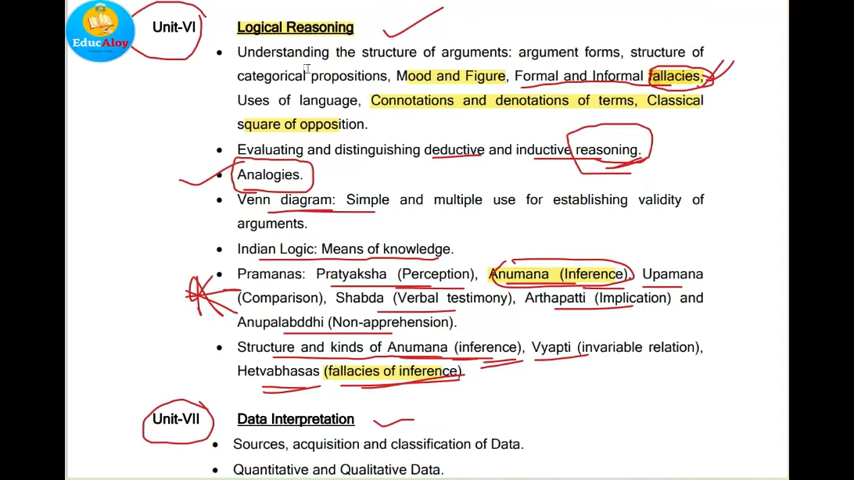 EducAloy
Unit-VI Logical Reasoning
• Understanding the structure of arguments: argument forms, structure of
categorical propositions, Mood and Figure, Formal and Informal fallacies,
Uses of language, Connotations and denotations of terms, Classical
square of opposition.
• Evaluating and distinguishing deductive and inductive reasoning.
• Analogies.
• Venn diagram: Simple and multiple use for establishing validity of
arguments.
• Indian Logic: Means of knowledge.
• Pramanas: Pratyaksha (Perception), Anumana (Inference), Upamana
(Comparison), Shabda (Verbal testimony), Arthapatti (Implication) and
Anupalabddhi (Non-apprehension).
• Structure and kinds of Anumana (inference), Vyapti (invariable relation),
Hetvabhasas (fallacies of inference).
Unit-VII Data Interpretation
• Sources, acquisition and classification of Data.
• Quantitative and Qualitative Data.